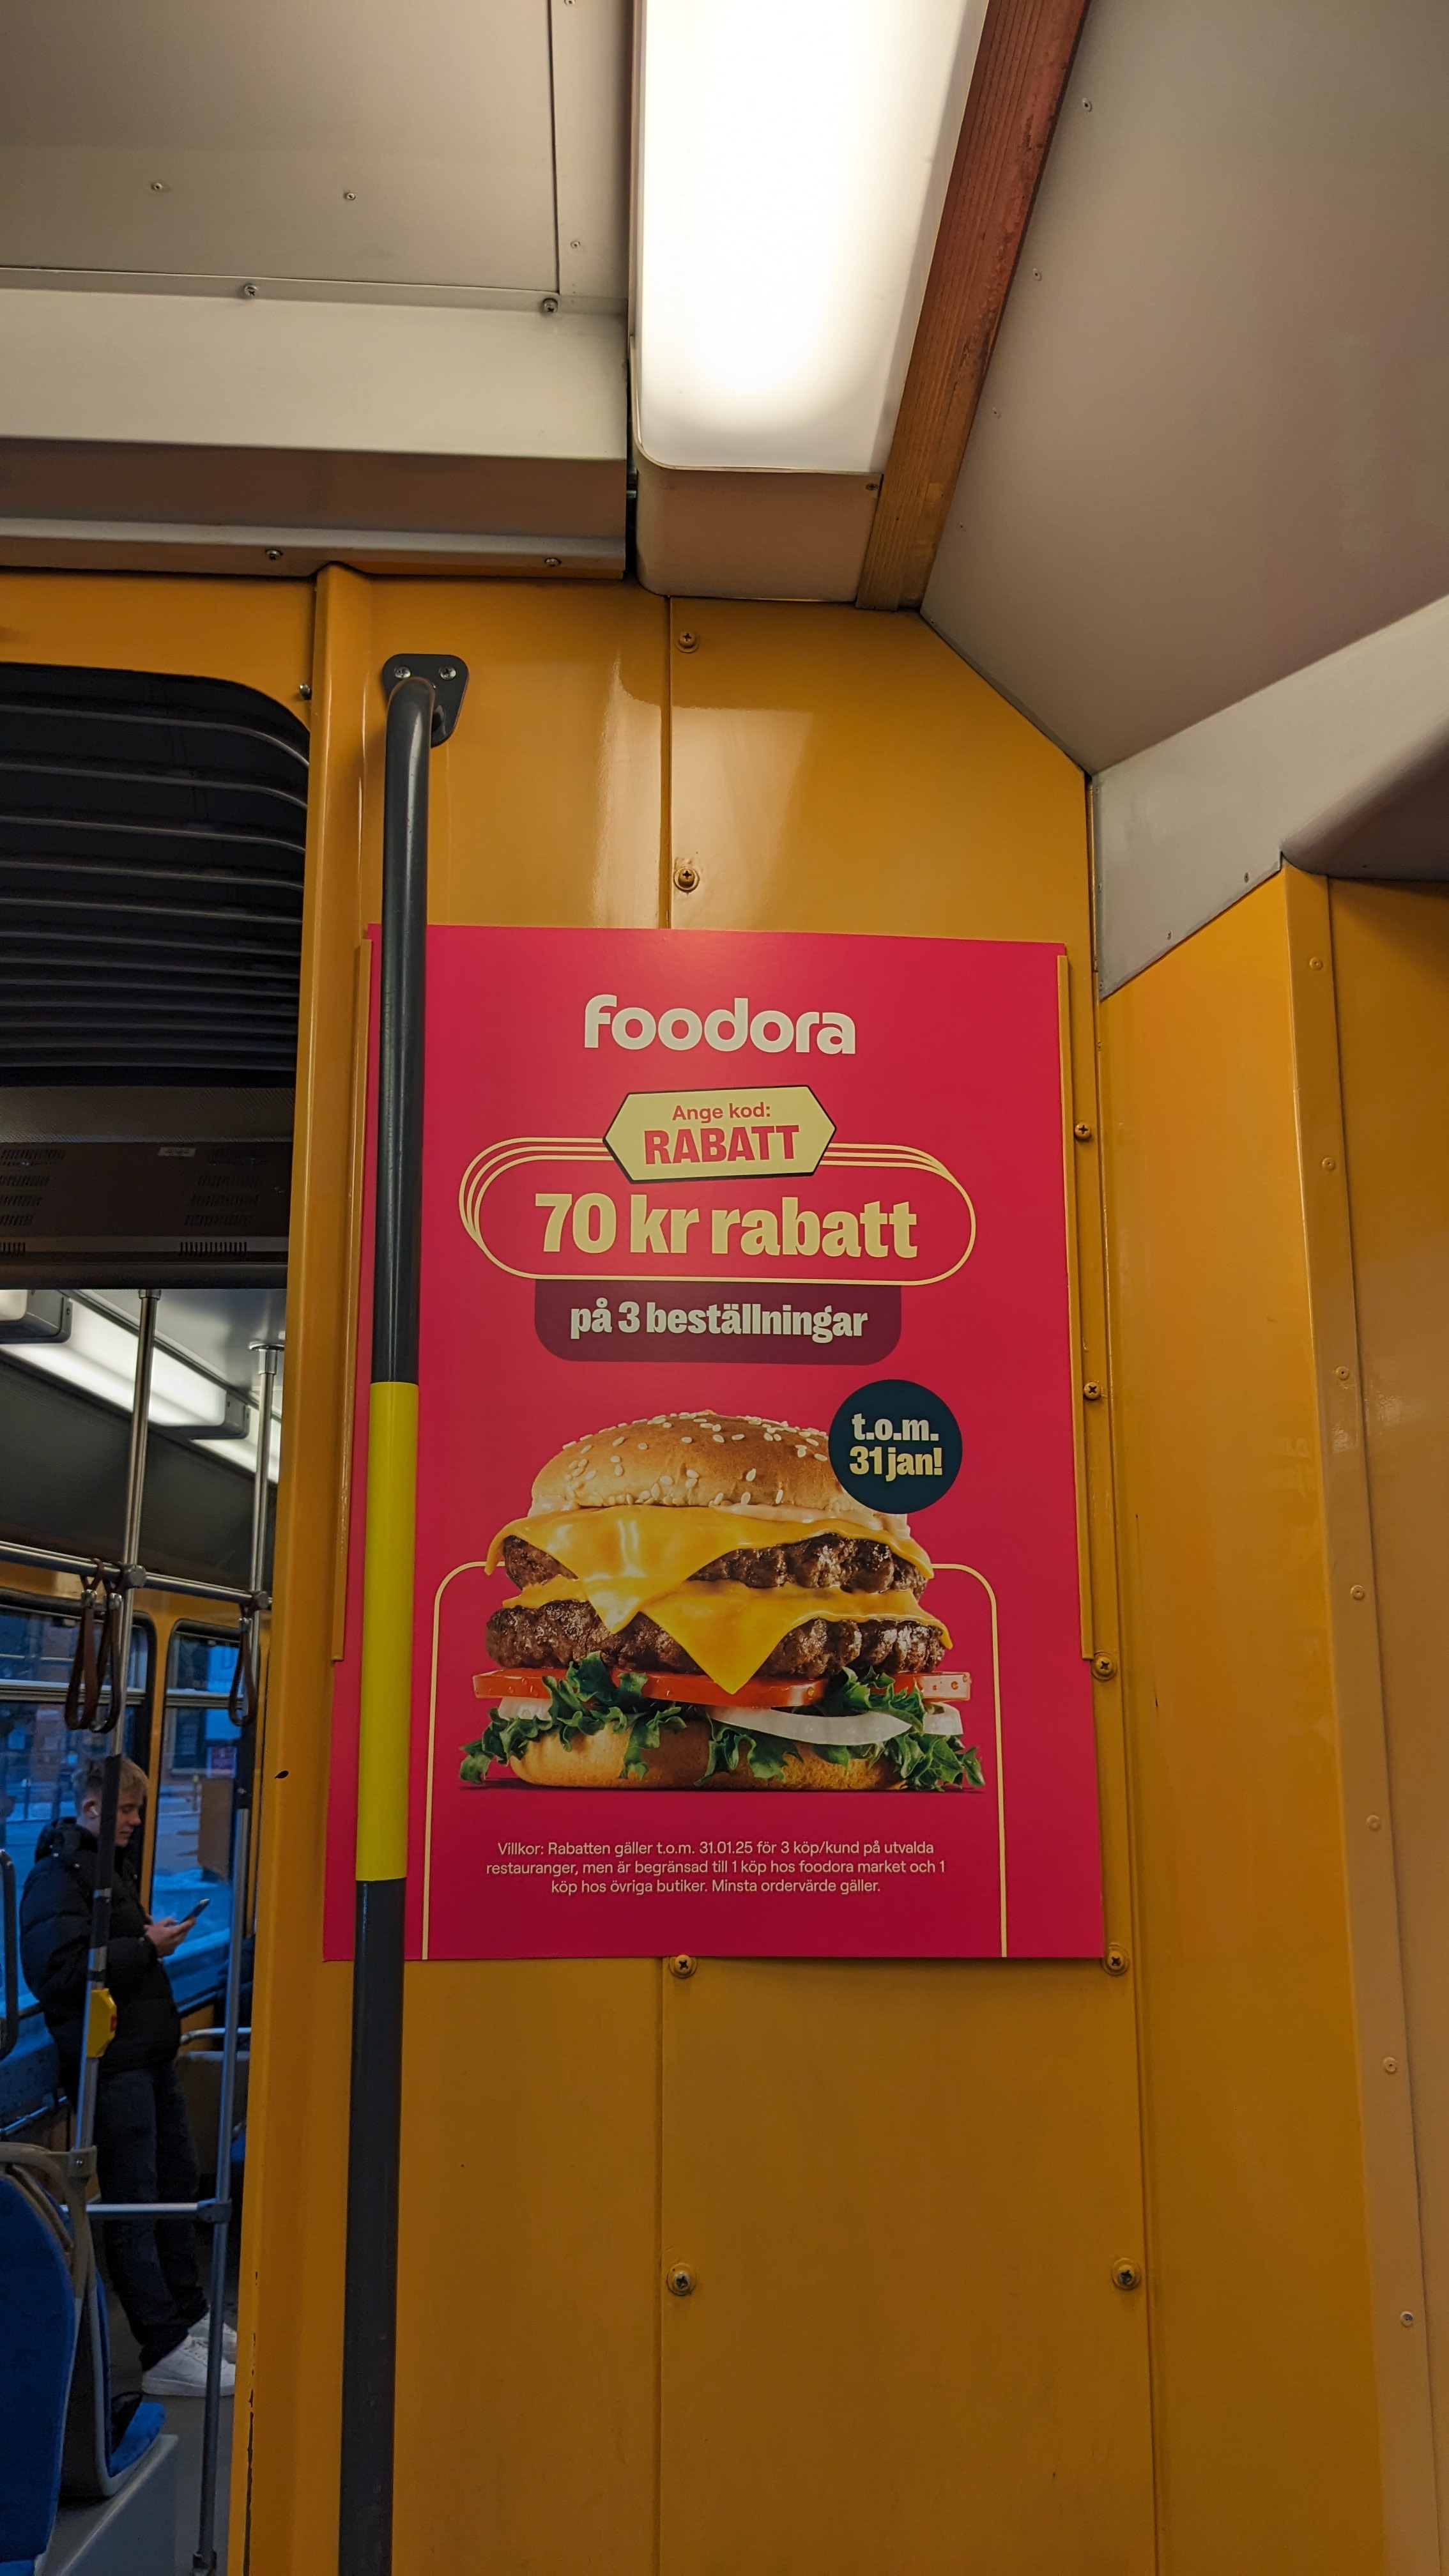 foodora
Ange kod:
RABATT
70 kr rabatt
på 3 beställningar
t.o.m.
31 jan!
Villkor: Rabatten gäller t.o.m. 31.01.25 för 3 köp/kund på utvalda
restauranger, men är begränsad till 1 köp hos foodora market och 1
köp hos övriga butiker. Minsta ordervärde gäller.